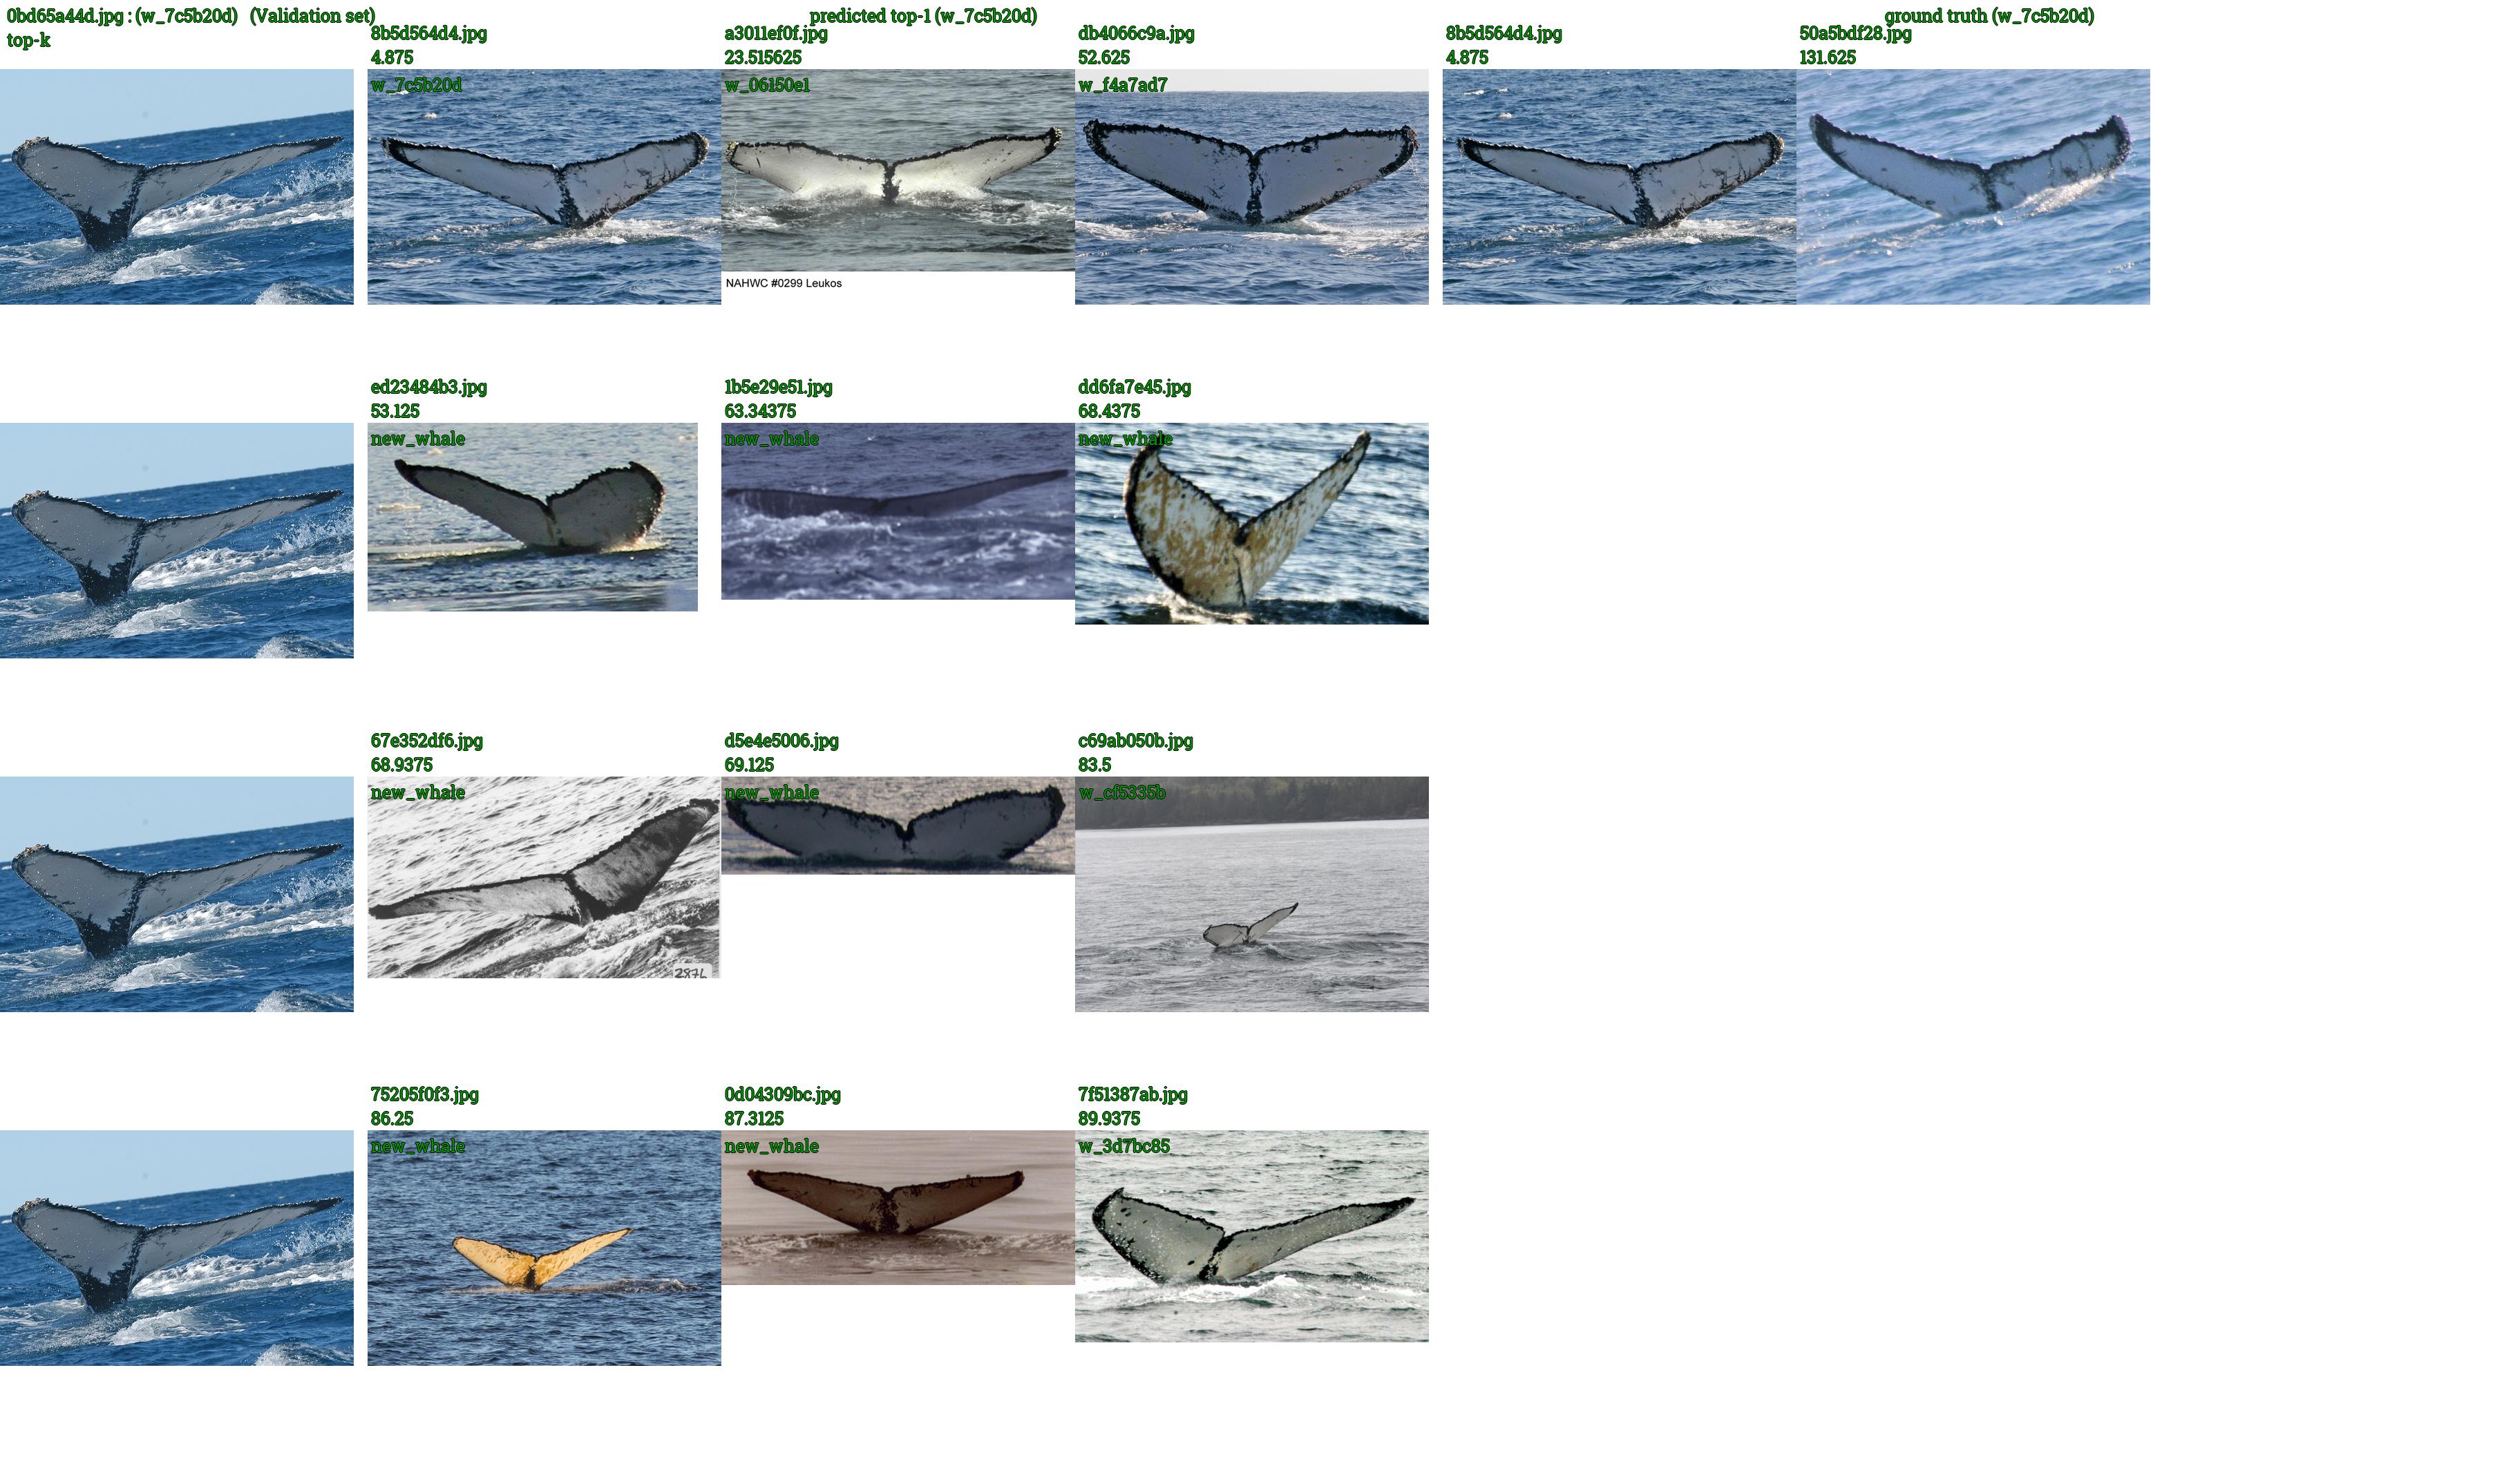 0bd65a44d.jpg : (w_7c5b20d) (Validation set)
top-k
predicted top-1 (w_7c5b20d)
ground truth (w_7c5b20d)
8b5d564d4.jpg
4.875
w_7c5b20d
a3011ef0f.jpg
23.515625
w_06150e1
NAHWC #0299 Leukos
db4066c9a.jpg
52.625
w_f4a7ad7
8b5d564d4.jpg
4.875
50a5bdf28.jpg
131.625
ed23484b3.jpg
53.125
new_whale
1b5e29e51.jpg
63.34375
new_whale
dd6fa7e45.jpg
68.4375
new_whale
67e352df6.jpg
68.9375
new_whale
2876
d5e4e5006.jpg
69.125
new_whale
c69ab050b.jpg
83.5
w_cf5335b
75205f0f3.jpg
86.25
new_whale
0d04309bc.jpg
87.3125
new_whale
7f51387ab.jpg
89.9375
w_3d7bc85